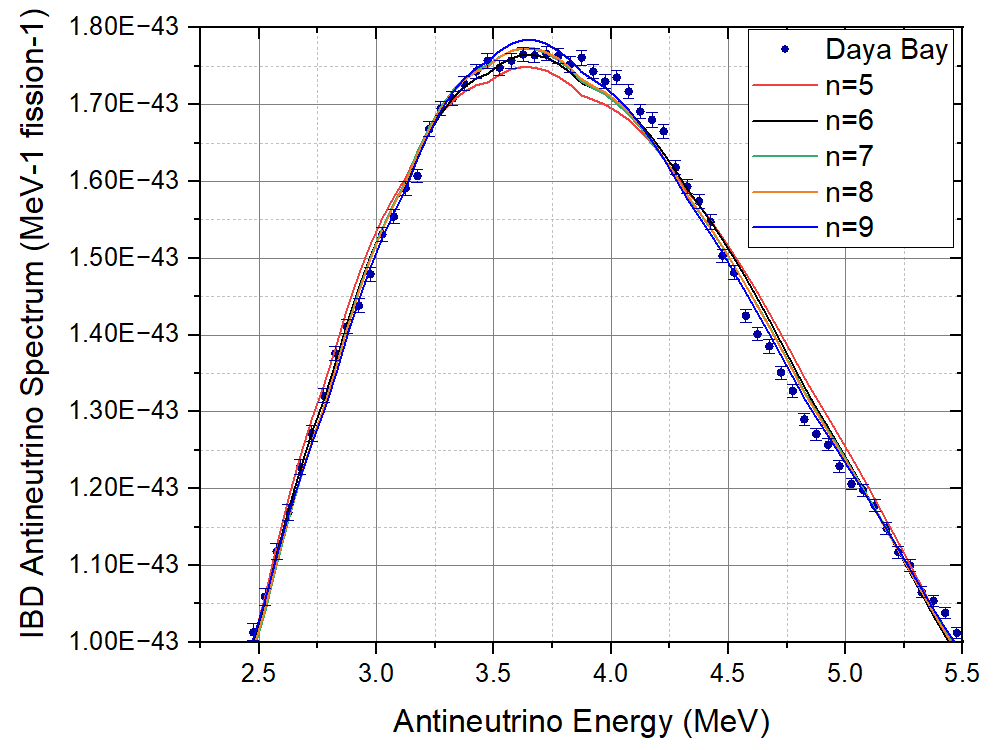 IBD Antineutrino Spectrum (MeV-1 fission-1)
1.80E−43
1.70E−43
1.60E−43
1.50E−43
1.40E−43
1.30E−43
1.20E−43
1.10E−43
1.00E−43
Daya Bay
n=5
n=6
n=7
n=8
n=9
2.5 3.0 3.5 4.0 4.5 5.0 5.5
Antineutrino Energy (MeV)